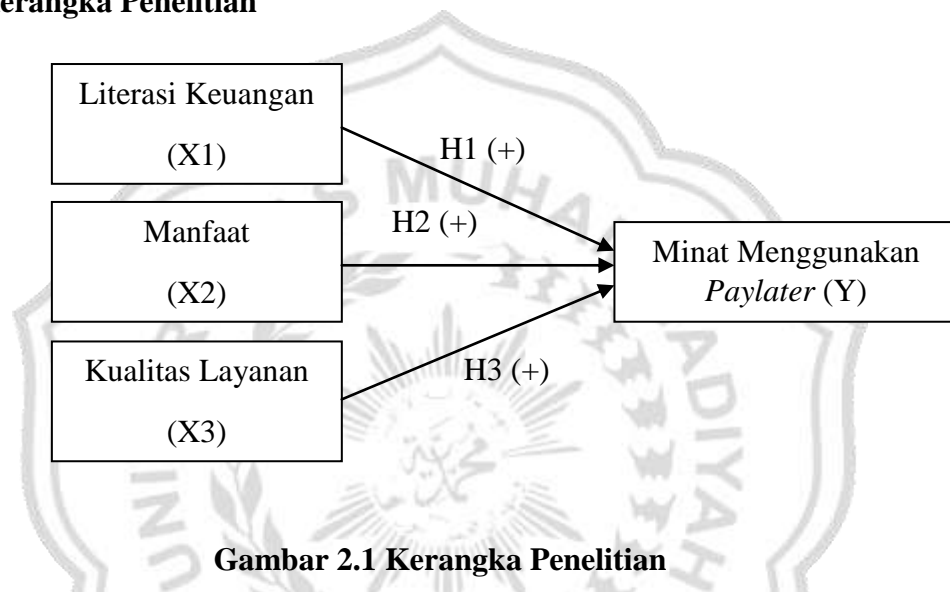 Kerangka Penelitian
Literasi Keuangan
(X1)
H1 (+)
Manfaat
(X2)
H2 (+)
Minat Menggunakan
Paylater (Y)
Kualitas Layanan
(X3)
H3 (+)
Gambar 2.1 Kerangka Penelitian